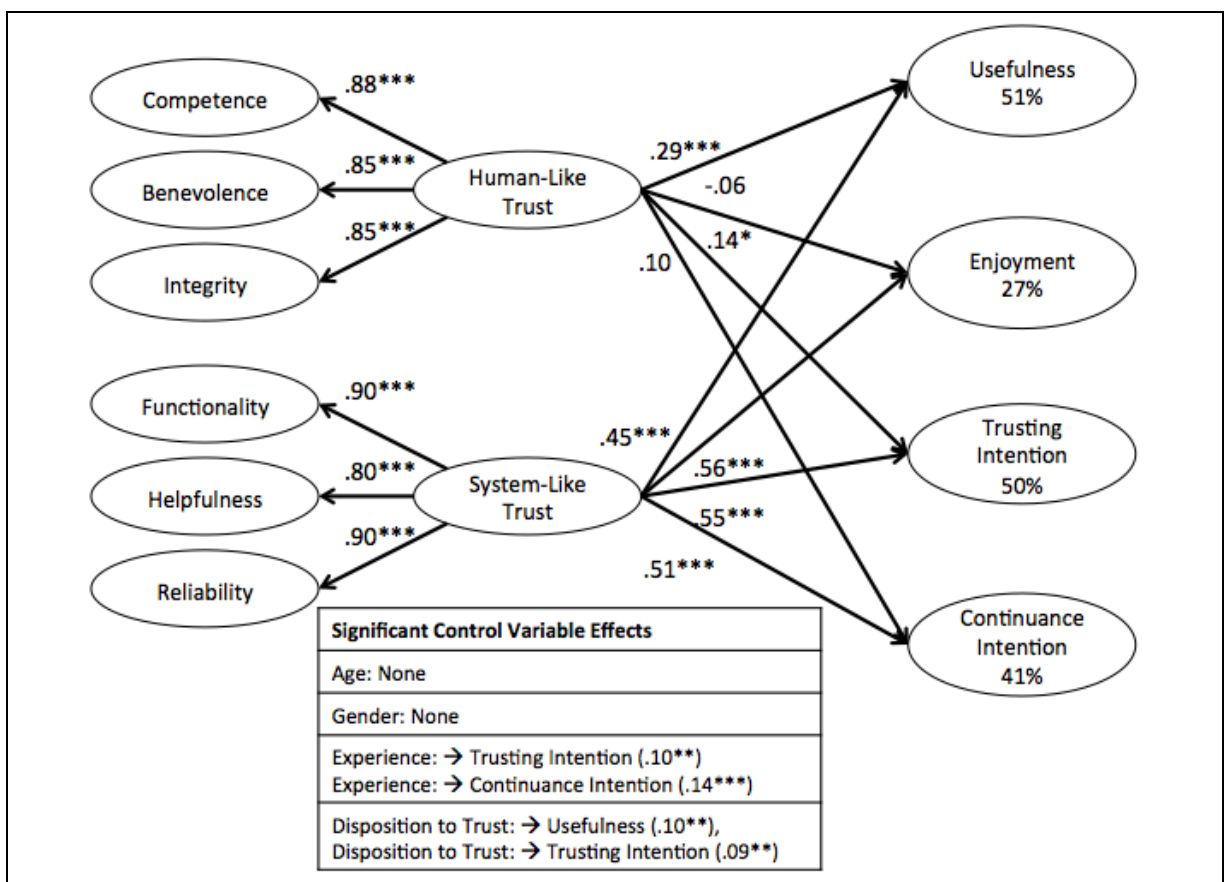 Competence
.88***
Benevolence
.85***
Integrity
.85***
Human-Like
Trust
.29***
-.06
.14*
.10
Usefulness
51%
Enjoyment
27%
Functionality
.90***
Helpfulness
.80***
Reliability
.90***
System-Like
Trust
.45***
.56***
.55***
.51***
Trusting
Intention
50%
Continuance
Intention
41%
Significant Control Variable Effects
Age: None
Gender: None
Experience: → Trusting Intention (.10**)
Experience: → Continuance Intention (.14***)
Disposition to Trust: → Usefulness (.10**),
Disposition to Trust: → Trusting Intention (.09**)